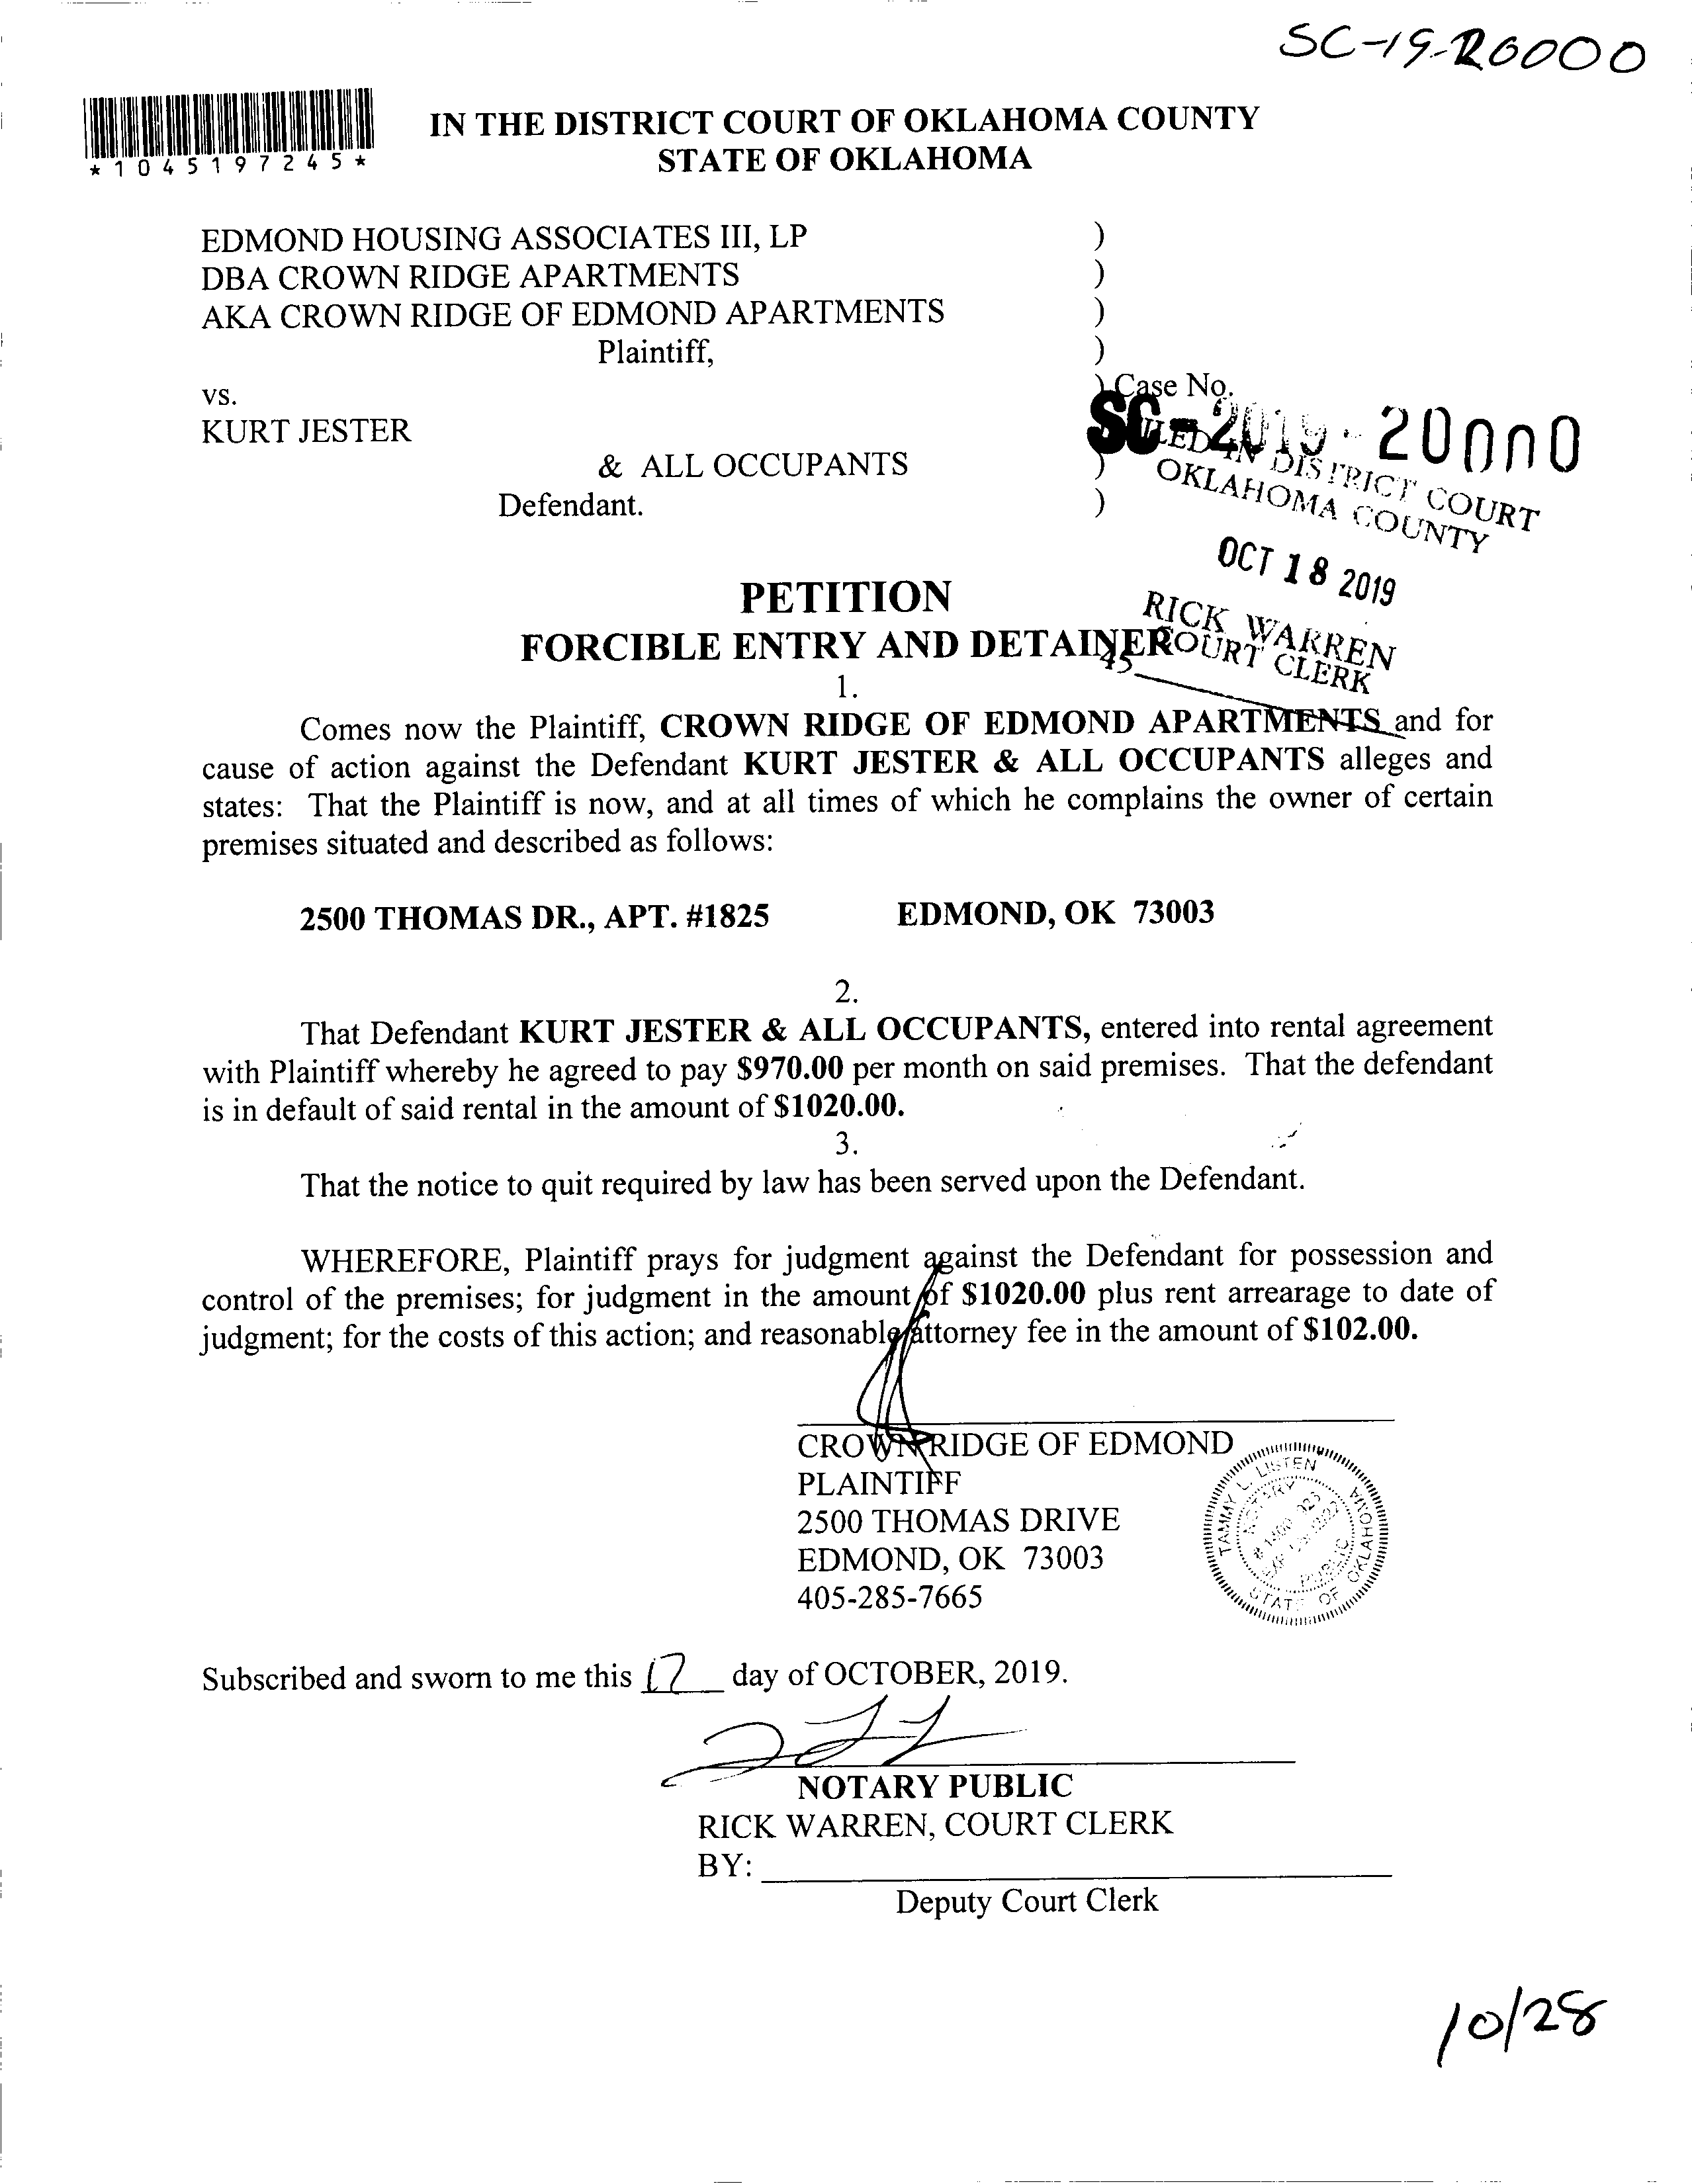 SC-19-20000
*1045197245*
IN THE DISTRICT COURT OF OKLAHOMA COUNTY
STATE OF OKLAHOMA
EDMOND HOUSING ASSOCIATES III, LP )
DBA CROWN RIDGE APARTMENTS )
AKA CROWN RIDGE OF EDMOND APARTMENTS )
Plaintiff, )
vs. ) Case No.
SC-2019-20000
KURT JESTER
& ALL OCCUPANTS )
Defendant. )
FILED IN DISTRICT COURT
OKLAHOMA COUNTY
OCT 18 2019
RICK WARREN
COURT CLERK
45
PETITION
FORCIBLE ENTRY AND DETAINER
1.
Comes now the Plaintiff, CROWN RIDGE OF EDMOND APARTMENTS and for
cause of action against the Defendant KURT JESTER & ALL OCCUPANTS alleges and
states: That the Plaintiff is now, and at all times of which he complains the owner of certain
premises situated and described as follows:
2500 THOMAS DR., APT. #1825 EDMOND, OK 73003
2.
That Defendant KURT JESTER & ALL OCCUPANTS, entered into rental agreement
with Plaintiff whereby he agreed to pay $970.00 per month on said premises. That the defendant
is in default of said rental in the amount of $1020.00.
3.
That the notice to quit required by law has been served upon the Defendant.
WHEREFORE, Plaintiff prays for judgment against the Defendant for possession and
control of the premises; for judgment in the amount of $1020.00 plus rent arrearage to date of
judgment; for the costs of this action; and reasonable attorney fee in the amount of $102.00.
CROWN RIDGE OF EDMOND
PLAINTIFF
2500 THOMAS DRIVE
EDMOND, OK 73003
405-285-7665
TAMMY L. LISTEN
NOTARY
PUBLIC
STATE OF OKLAHOMA
Subscribed and sworn to me this 17 day of OCTOBER, 2019.
NOTARY PUBLIC
RICK WARREN, COURT CLERK
BY:
Deputy Court Clerk
10/28